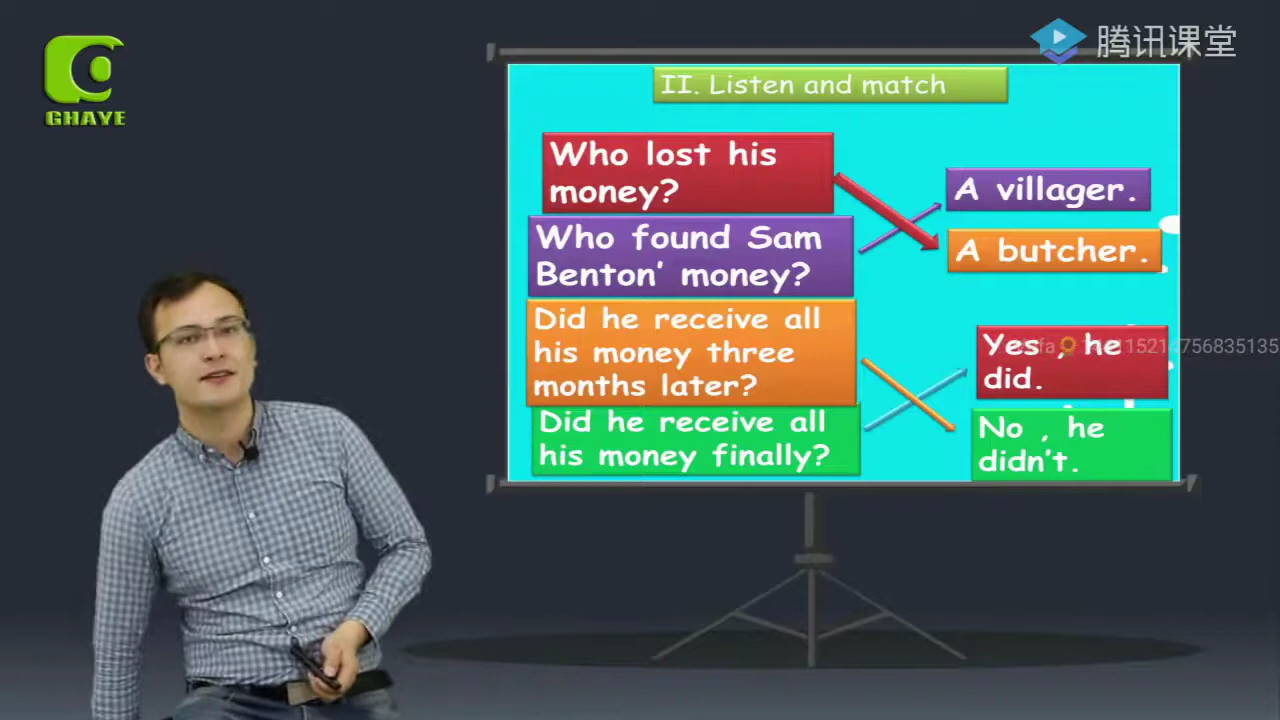 GHAYE
腾讯课堂
II. Listen and match
Who lost his
money?
Who found Sam
Benton’ money?
Did he receive all
his money three
months later?
Did he receive all
his money finally?
A villager.
A butcher.
Yes , he
did.
No , he
didn’t.